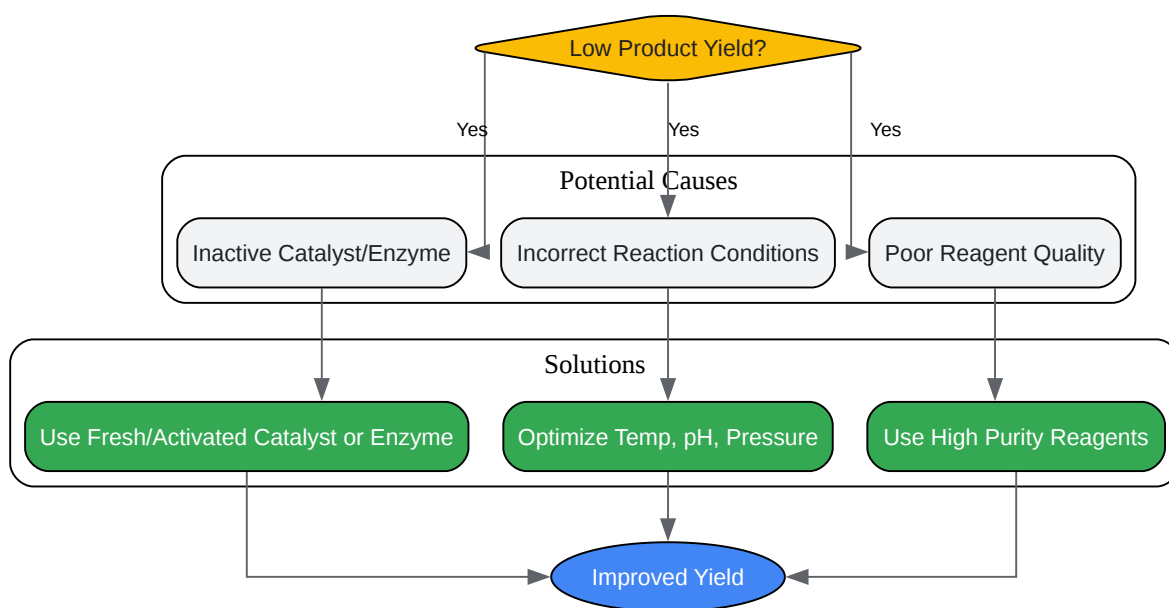 Low Product Yield?
Yes
Yes
Yes
Potential Causes
Inactive Catalyst/Enzyme
Incorrect Reaction Conditions
Poor Reagent Quality
Solutions
Use Fresh/Activated Catalyst or Enzyme
Optimize Temp, pH, Pressure
Use High Purity Reagents
Improved Yield